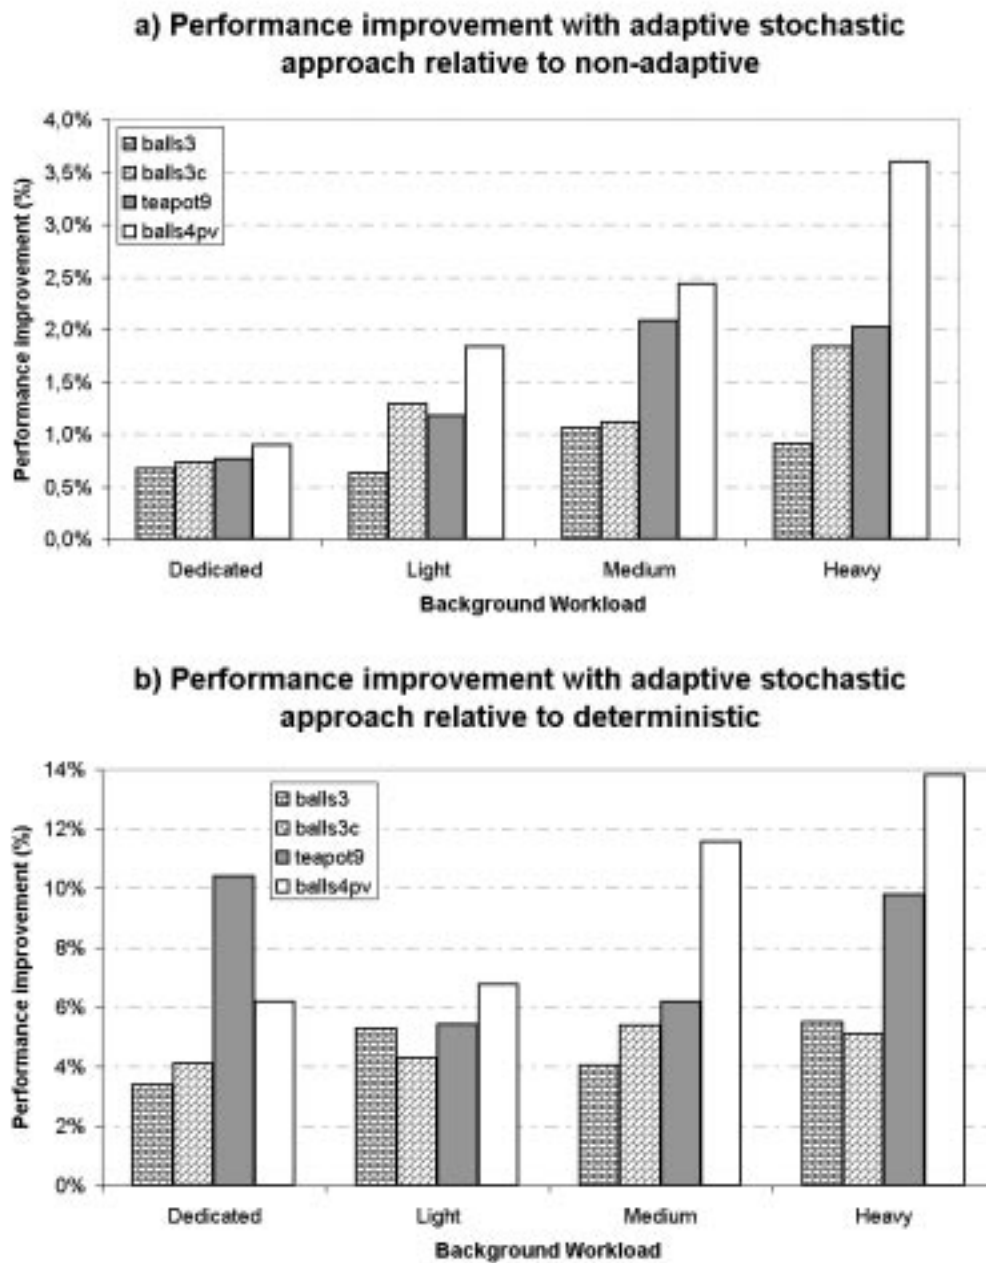 a) Performance improvement with adaptive stochastic
approach relative to non-adaptive
4,0%
3,5%
3,0%
2,5%
2,0%
1,5%
1,0%
0,5%
0,0%
Performance improvement (%)
balls3
balls3c
teapot9
balls4pv
Dedicated Light Medium Heavy
Background Workload
b) Performance improvement with adaptive stochastic
approach relative to deterministic
14%
12%
10%
8%
6%
4%
2%
0%
Performance improvement (%)
balls3
balls3c
teapot9
balls4pv
Dedicated Light Medium Heavy
Background Workload